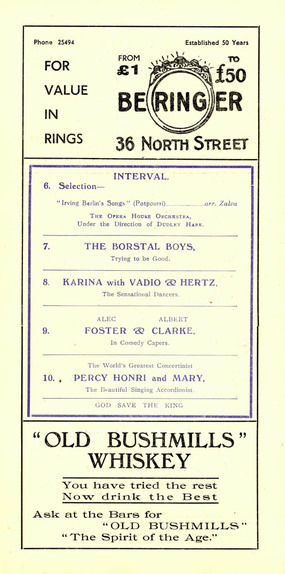 Phone 25494 Established 50 Years
FOR VALUE IN RINGS
FROM £1 TO £50
BERINGER
36 NORTH STREET
INTERVAL.
6. Selection—
"Irving Berlin's Songs" (Potpourri) arr. Zalva
THE OPERA HOUSE ORCHESTRA,
Under the Direction of DUDLEY HARE.
7. THE BORSTAL BOYS,
Trying to be Good.
8. KARINA with VADIO & HERTZ,
The Sensational Dancers.
ALEC ALBERT
9. FOSTER & CLARKE,
In Comedy Capers.
The World's Greatest Concertinist
10. PERCY HONRI and MARY,
The Beautiful Singing Accordionist.
GOD SAVE THE KING
"OLD BUSHMILLS"
WHISKEY
You have tried the rest
Now drink the Best
Ask at the Bars for
"OLD BUSHMILLS"
"The Spirit of the Age."